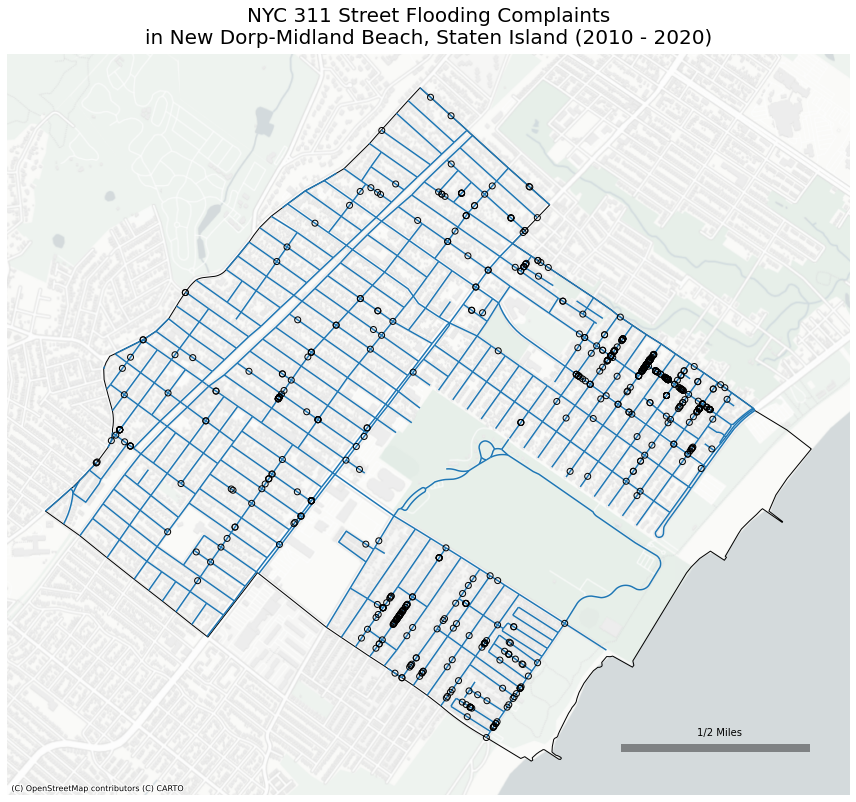 NYC 311 Street Flooding Complaints
in New Dorp-Midland Beach, Staten Island (2010 - 2020)
1/2 Miles
(C) OpenStreetMap contributors (C) CARTO